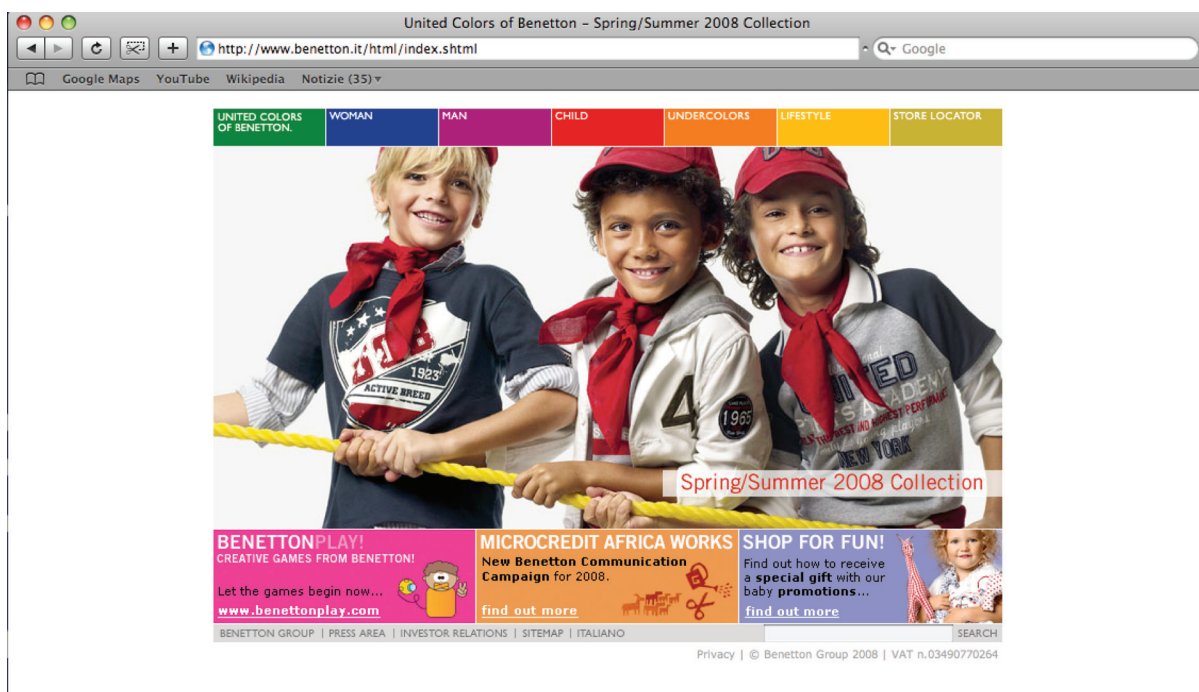 United Colors of Benetton – Spring/Summer 2008 Collection
http://www.benetton.it/html/index.shtml
Google
Google Maps YouTube Wikipedia Notizie (35)
UNITED COLORS
OF BENETTON.
WOMAN
MAN
CHILD
UNDERCOLORS
LIFESTYLE
STORE LOCATOR
1923
ACTIVE BREED
4
1965
UNITED
ACADEMY
NEW YORK
Spring/Summer 2008 Collection
BENETTONPLAY!
CREATIVE GAMES FROM BENETTON!
Let the games begin now...
www.benettonplay.com
MICROCREDIT AFRICA WORKS
New Benetton Communication
Campaign for 2008.
find out more
SHOP FOR FUN!
Find out how to receive
a special gift with our
baby promotions...
find out more
BENETTON GROUP | PRESS AREA | INVESTOR RELATIONS | SITEMAP | ITALIANO
SEARCH
Privacy | © Benetton Group 2008 | VAT n.03490770264